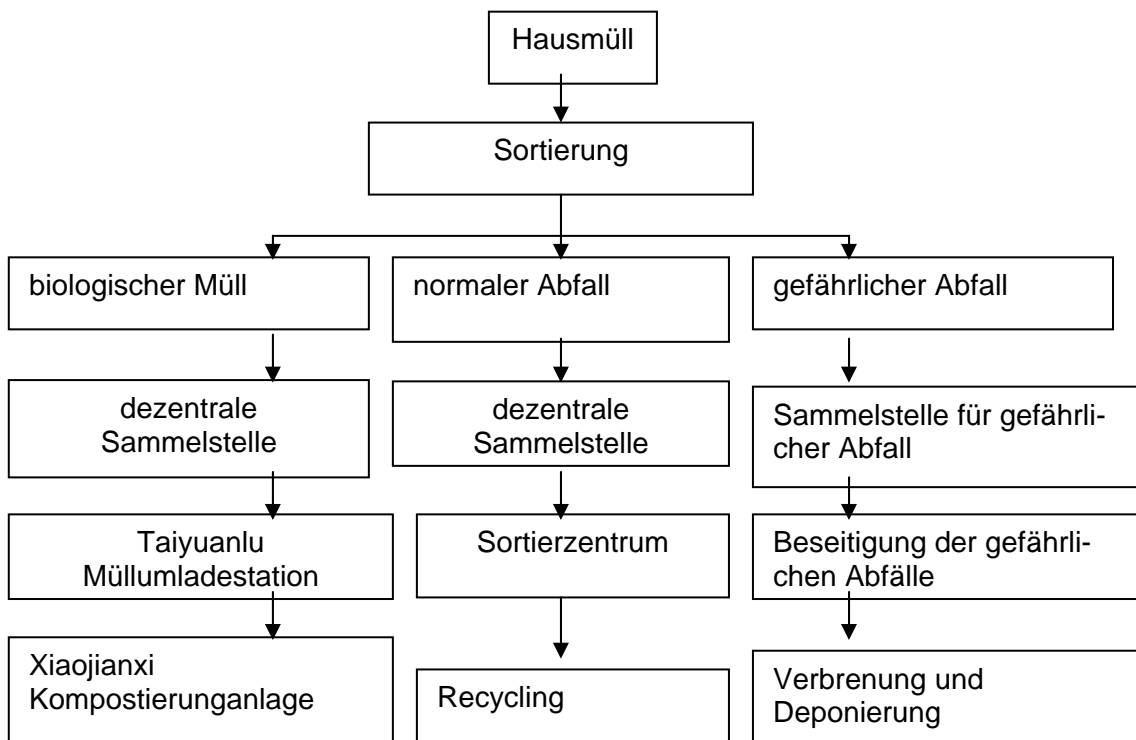 Hausmüll
Sortierung
biologischer Müll
normaler Abfall
gefährlicher Abfall
dezentrale
Sammelstelle
dezentrale
Sammelstelle
Sammelstelle für gefährli-
cher Abfall
Taiyuanlu
Müllumladestation
Sortierzentrum
Beseitigung der gefährli-
chen Abfälle
Xiaojianxi
Kompostierunganlage
Recycling
Verbrenung und
Deponierung